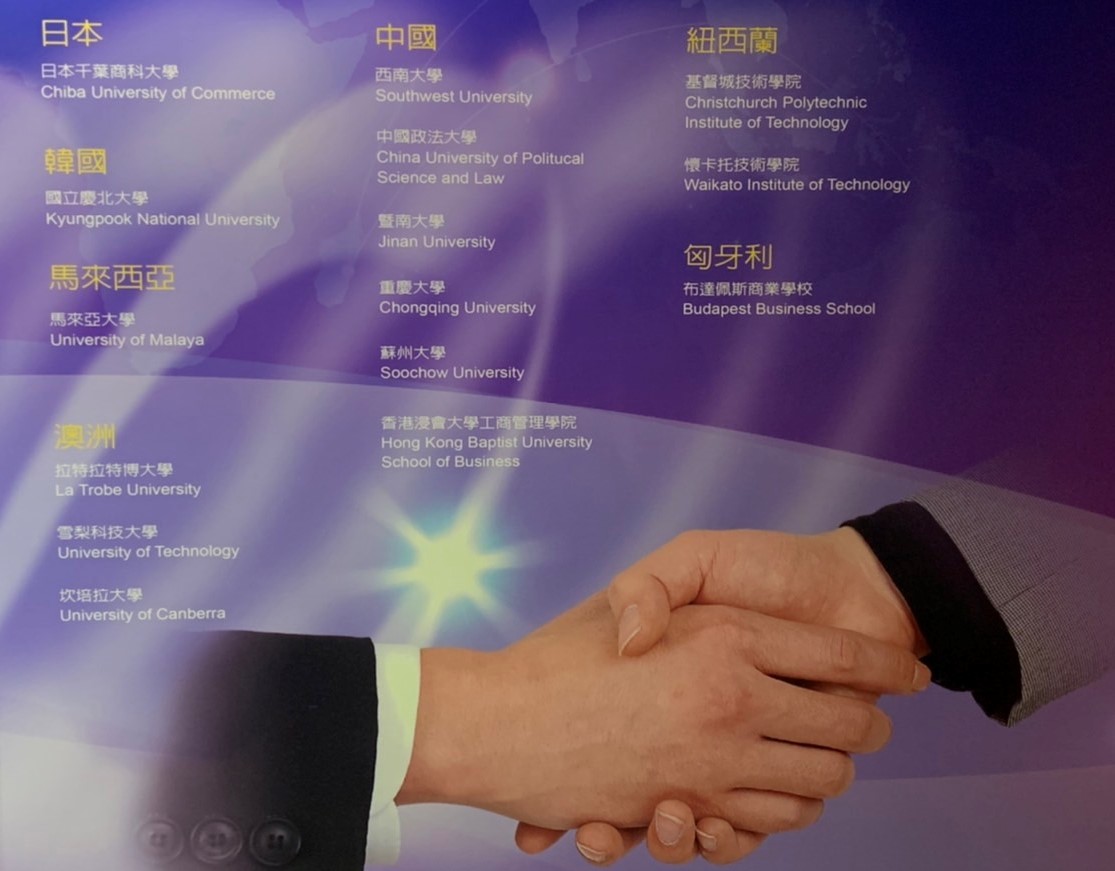 日本
日本千葉商科大學
Chiba University of Commerce
韓國
國立慶北大學
Kyungpook National University
馬來西亞
馬來亞大學
University of Malaya
澳洲
拉特拉特博大學
La Trobe University
雪梨科技大學
University of Technology
坎培拉大學
University of Canberra
中國
西南大學
Southwest University
中國政法大學
China University of Politucal
Science and Law
暨南大學
Jinan University
重慶大學
Chongqing University
蘇州大學
Soochow University
香港浸會大學工商管理學院
Hong Kong Baptist University
School of Business
紐西蘭
基督城技術學院
Christchurch Polytechnic
Institute of Technology
懷卡托技術學院
Waikato Institute of Technology
匈牙利
布達佩斯商業學校
Budapest Business School